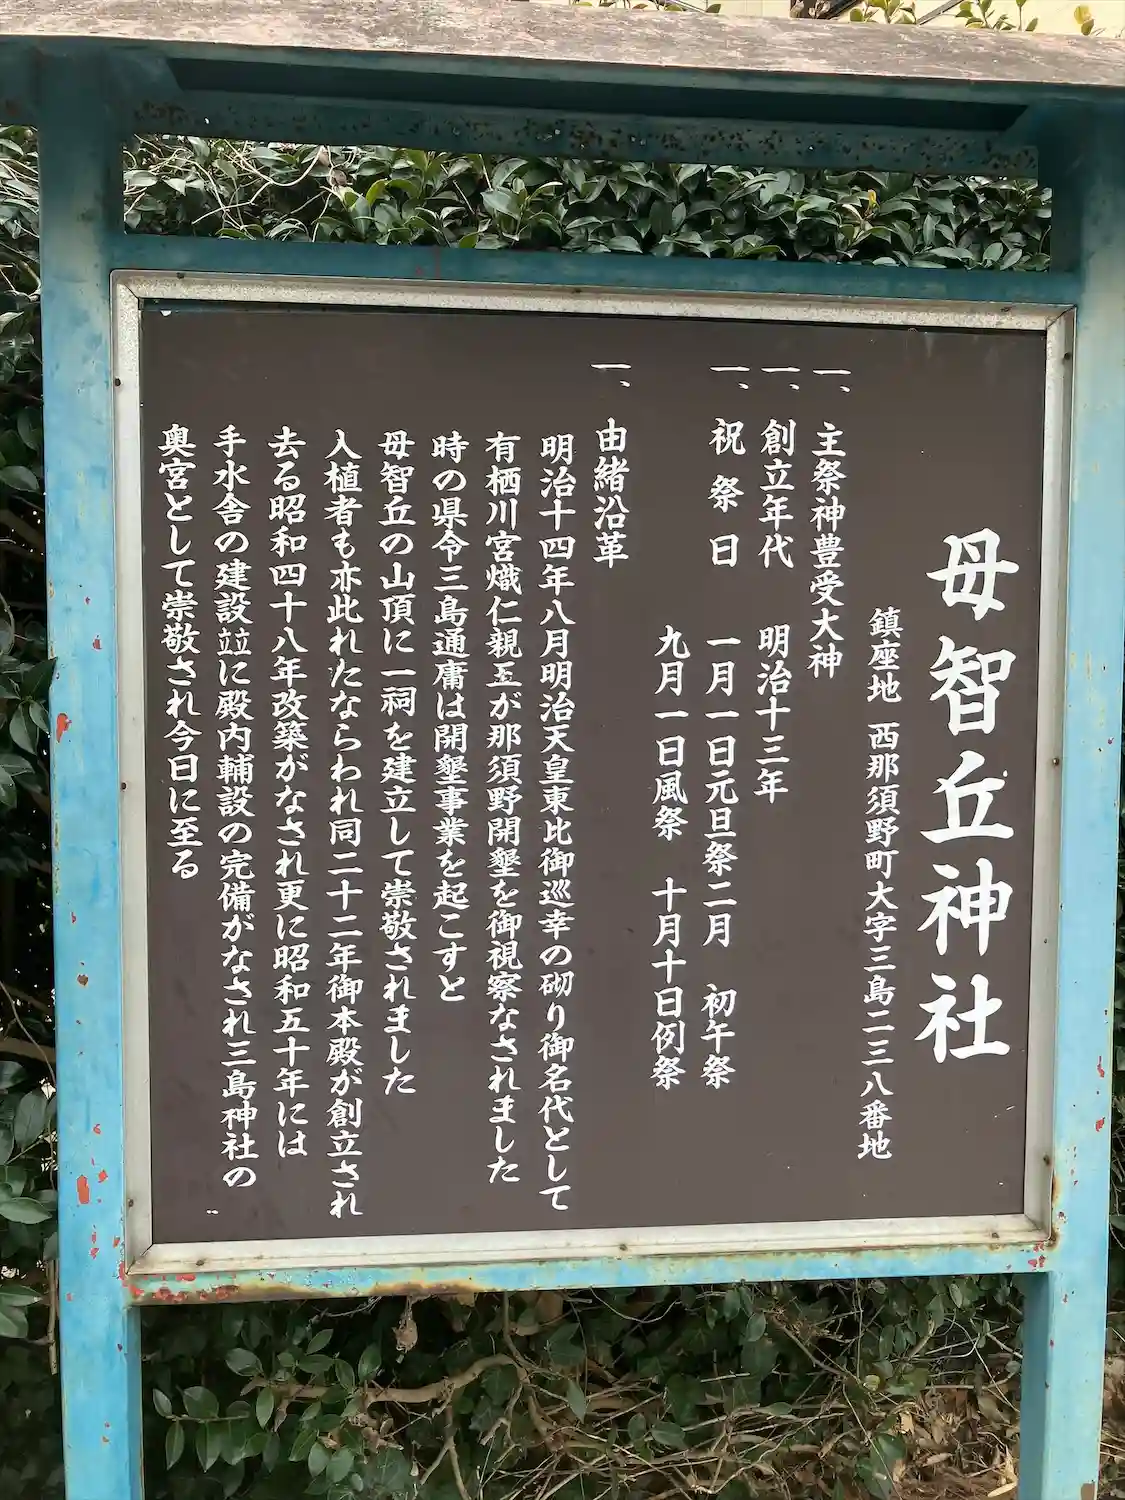 母智丘神社
鎮座地 西那須野町大字三島二三八番地
一、主祭神豊受大神
一、創立年代 明治十三年
一、祝祭日 一月一日元旦祭二月 初午祭
九月一日風祭 十月十日例祭
一、由緒沿革
明治十四年八月明治天皇東比御巡幸の砌り御名代として
有栖川宮熾仁親王が那須野開墾を御視察なされました
時の県令三島通庸は開墾事業を起こすと
母智丘の山頂に一祠を建立して崇敬されました
入植者も亦此れたならわれ同二十二年御本殿が創立され
去る昭和四十八年改築がなされ更に昭和五十年には
手水舎の建設竝に殿内輔設の完備がなされ三島神社の
奥宮として崇敬され今日に至る